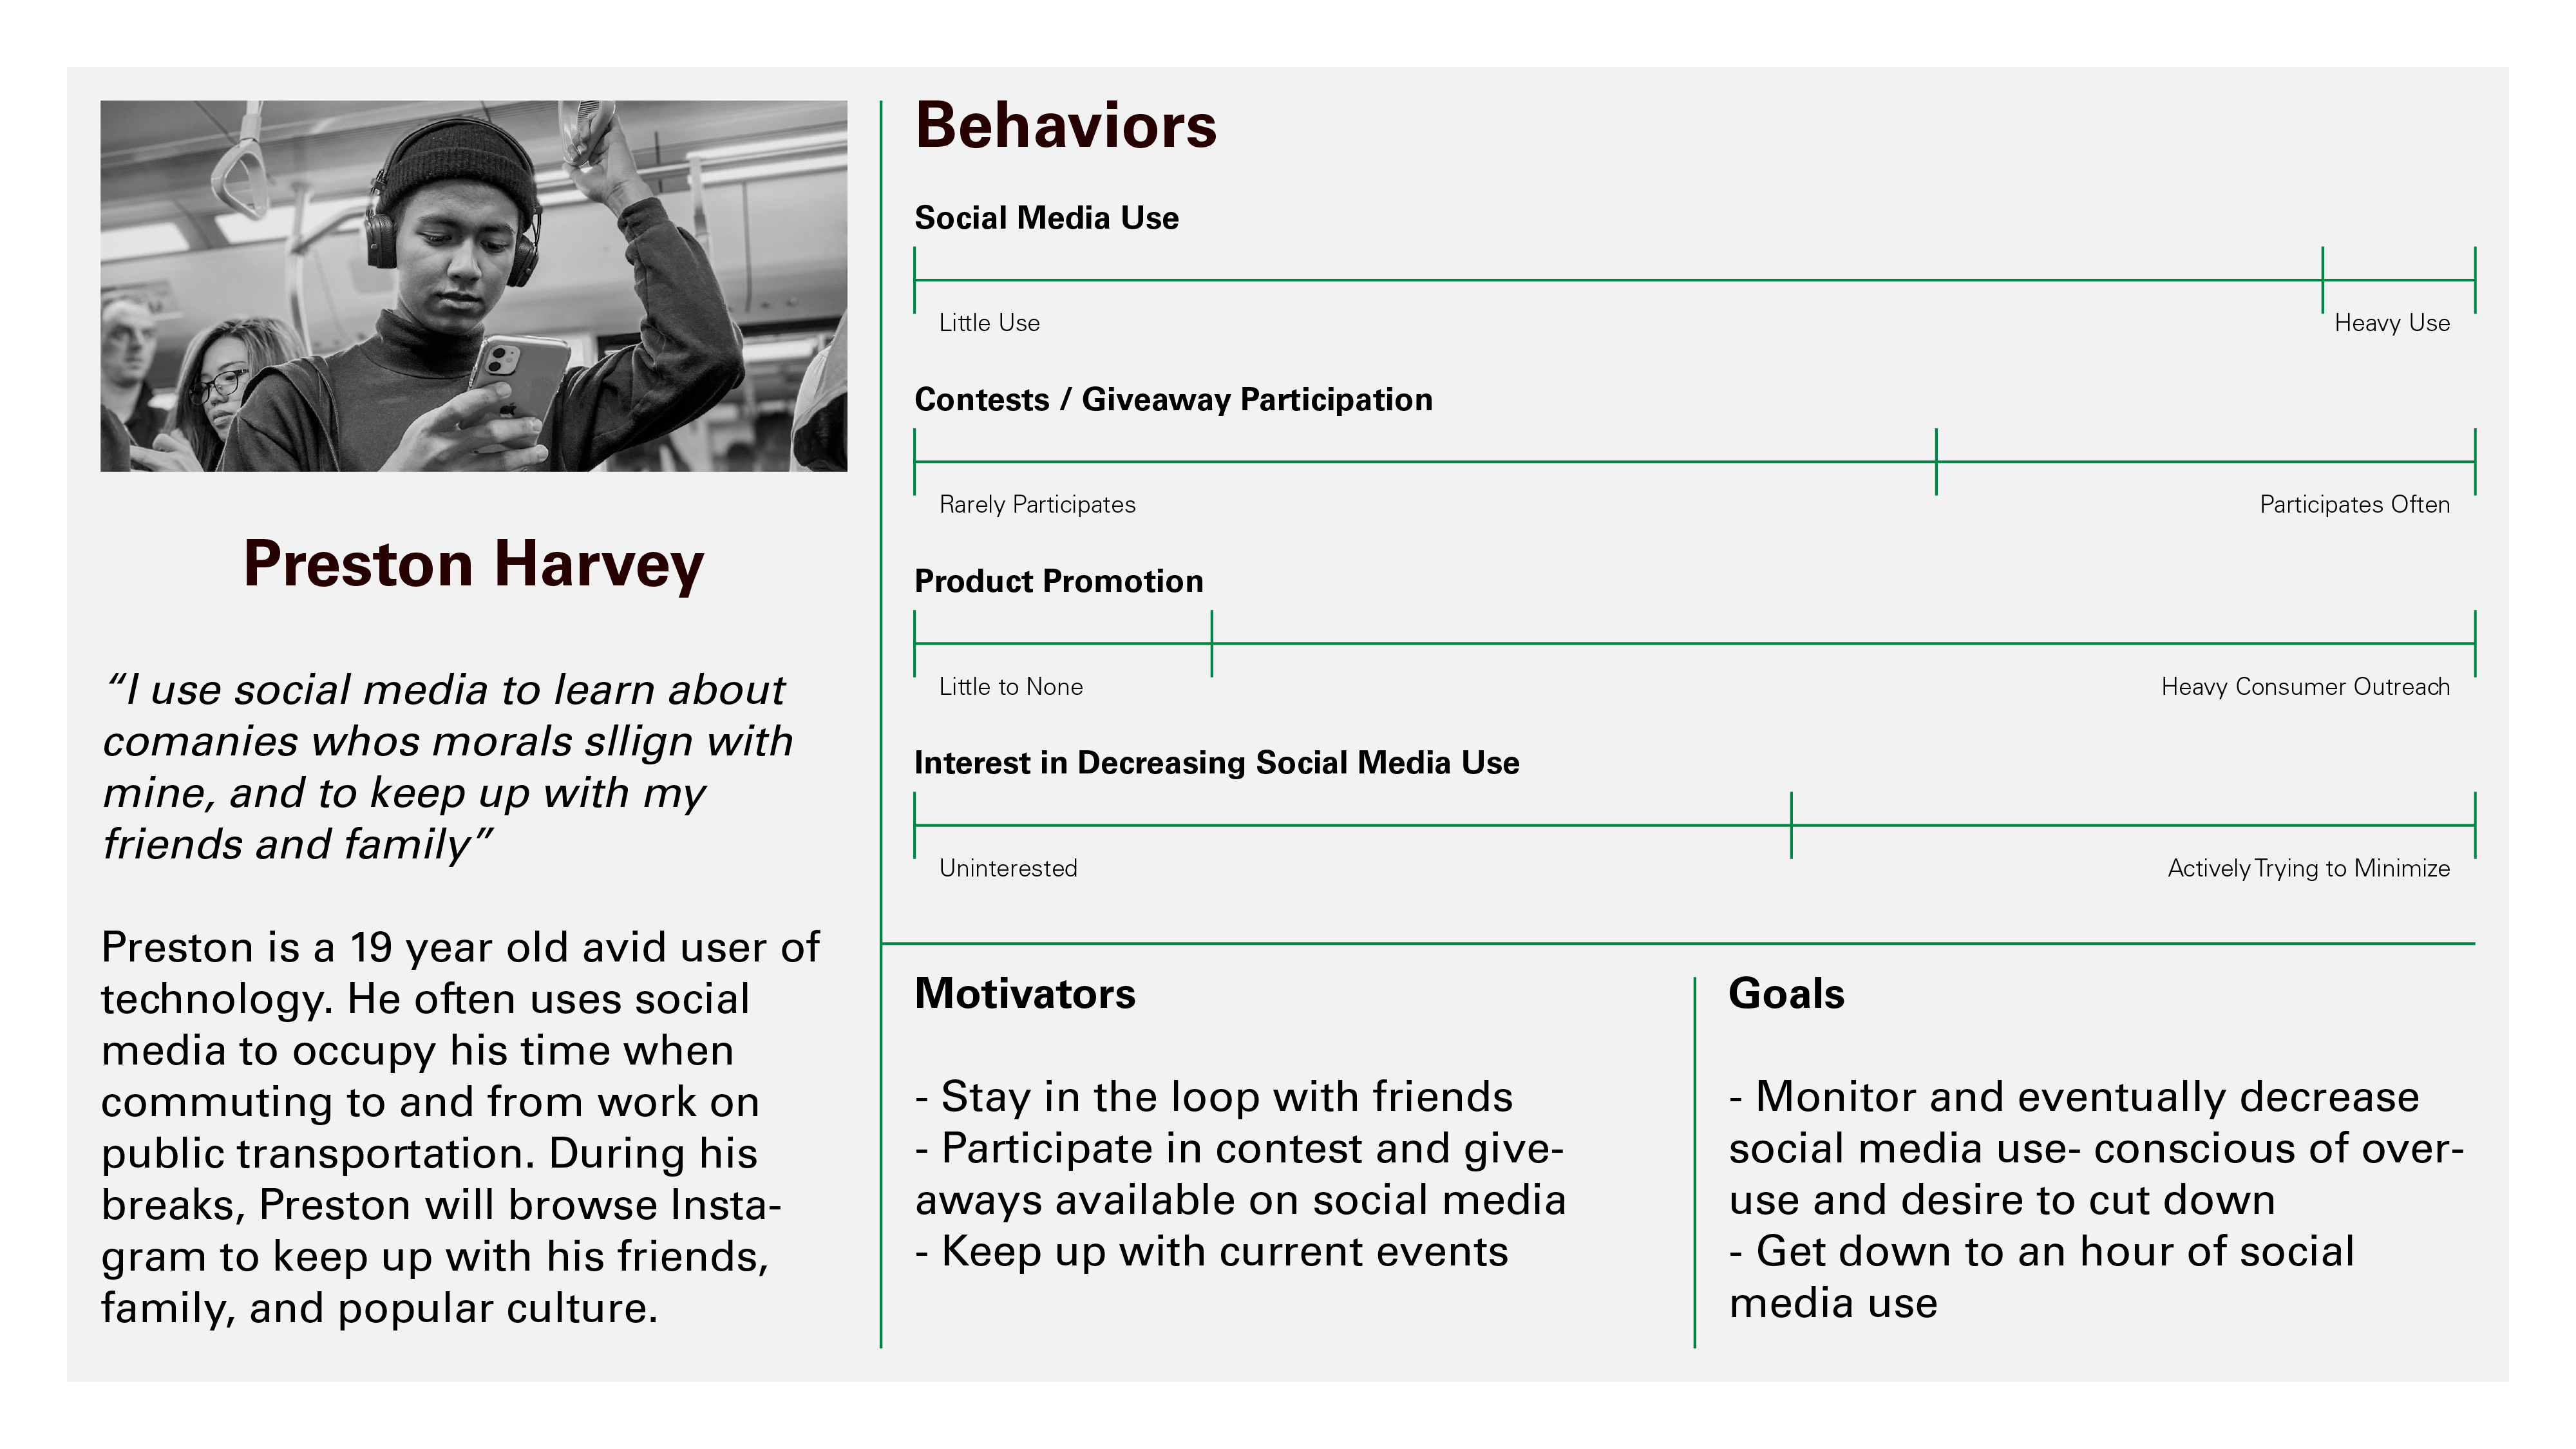 Preston Harvey
“I use social media to learn about
comanies whos morals sllign with
mine, and to keep up with my
friends and family”
Preston is a 19 year old avid user of
technology. He often uses social
media to occupy his time when
commuting to and from work on
public transportation. During his
breaks, Preston will browse Insta-
gram to keep up with his friends,
family, and popular culture.
Behaviors
Social Media Use
Little Use
Heavy Use
Contests / Giveaway Participation
Rarely Participates
Participates Often
Product Promotion
Little to None
Heavy Consumer Outreach
Interest in Decreasing Social Media Use
Uninterested
Actively Trying to Minimize
Motivators
- Stay in the loop with friends
- Participate in contest and give-
aways available on social media
- Keep up with current events
Goals
- Monitor and eventually decrease
social media use- conscious of over-
use and desire to cut down
- Get down to an hour of social
media use